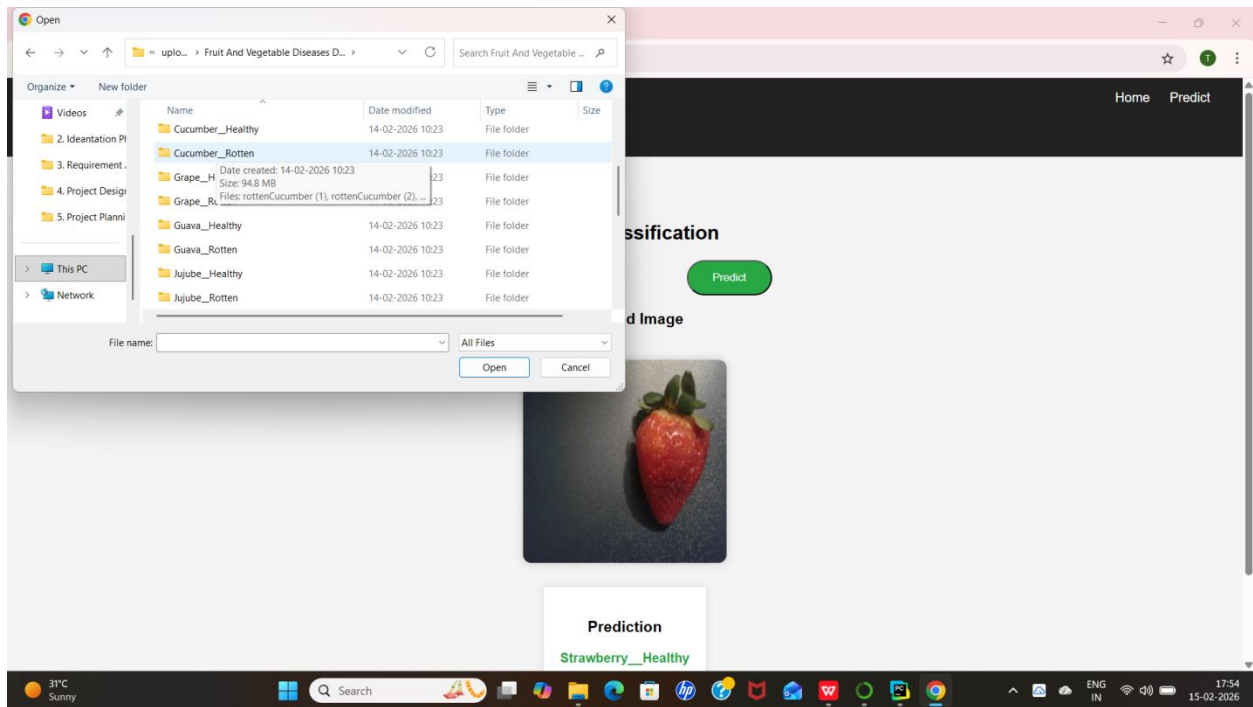 Open
« uplo... > Fruit And Vegetable Diseases D... >
Search Fruit And Vegetable ...
Organize
New folder
Name
Date modified
Type
Size
Videos
2. Ideantation Pl
3. Requirement .
4. Project Design
5. Project Planni
This PC
Network
Cucumber__Healthy 14-02-2026 10:23 File folder
Cucumber__Rotten 14-02-2026 10:23 File folder
Date created: 14-02-2026 10:23
Size: 94.8 MB
Files: rottenCucumber (1), rottenCucumber (2), ...
Grape__H :23 File folder
Grape__Ro :23 File folder
Guava__Healthy 14-02-2026 10:23 File folder
Guava__Rotten 14-02-2026 10:23 File folder
Jujube__Healthy 14-02-2026 10:23 File folder
Jujube__Rotten 14-02-2026 10:23 File folder
File name:
All Files
Open
Cancel
T
Home Predict
ssification
Predict
d Image
Prediction
Strawberry__Healthy
31°C
Sunny
Search
ENG
IN
17:54
15-02-2026